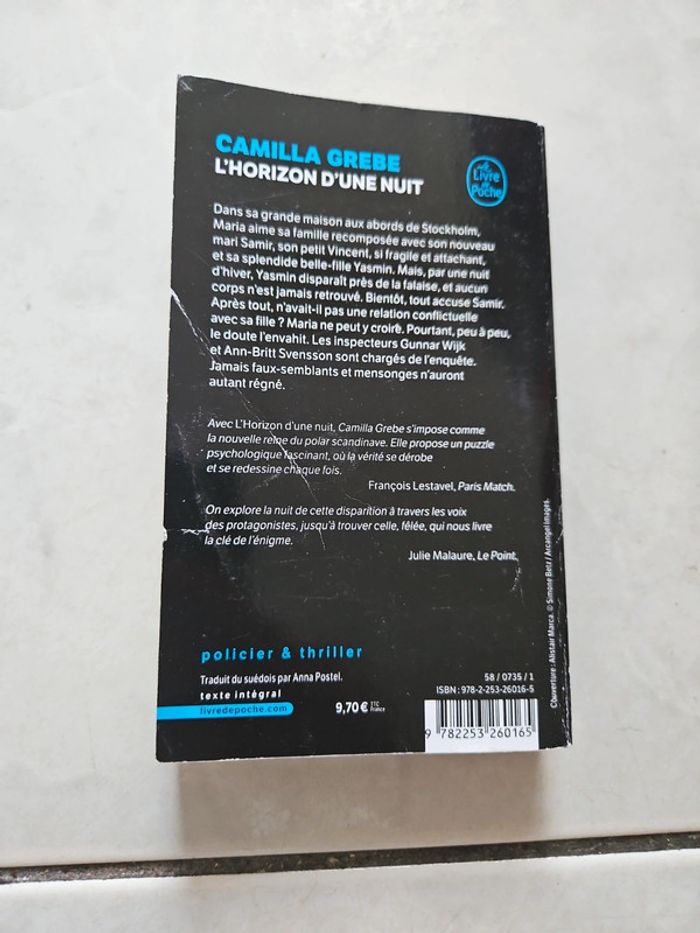 CAMILLA GREBE
L'HORIZON D'UNE NUIT
Le
Livre
de
Poche
Dans sa grande maison aux abords de Stockholm,
Maria aime sa famille recomposée avec son nouveau
mari Samir, son petit Vincent, si fragile et attachant,
et sa splendide belle-fille Yasmin. Mais, par une nuit
d'hiver, Yasmin disparaît près de la falaise, et aucun
corps n'est jamais retrouvé. Bientôt, tout accuse Samir.
Après tout, n'avait-il pas une relation conflictuelle
avec sa fille ? Maria ne peut y croire. Pourtant, peu à peu,
le doute l'envahit. Les inspecteurs Gunnar Wijk
et Ann-Britt Svensson sont chargés de l'enquête.
Jamais faux-semblants et mensonges n'auront
autant régné.
Avec L'Horizon d'une nuit, Camilla Grebe s'impose comme
la nouvelle reine du polar scandinave. Elle propose un puzzle
psychologique fascinant, où la vérité se dérobe
et se redessine chaque fois.
François Lestavel, Paris Match.
On explore la nuit de cette disparition à travers les voix
des protagonistes, jusqu'à trouver celle, fêlée, qui nous livre
la clé de l'énigme.
Julie Malaure, Le Point.
policier & thriller
Traduit du suédois par Anna Postel.
texte intégral
livredepoche.com
9,70 € TTC
France
58 / 0735 / 1
ISBN : 978-2-253-26016-5
9 782253 260165
Couverture : Alistair Marca. © Simone Betz / Arcangel Images.